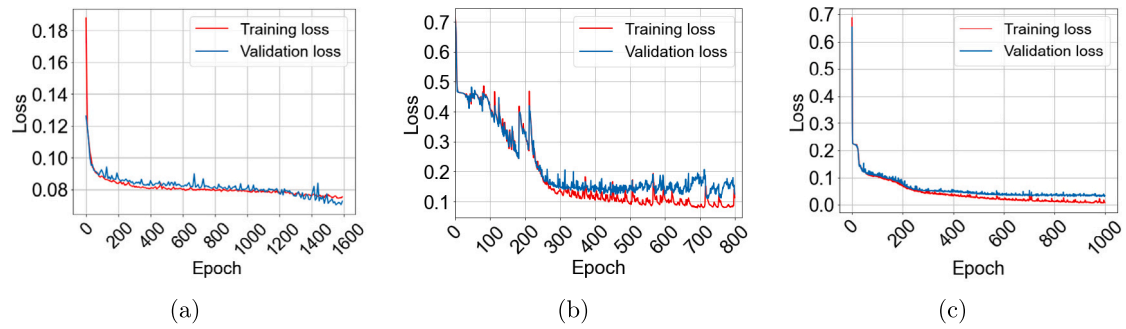 0.18
0.16
0.14
0.12
0.10
0.08
Loss
Training loss
Validation loss
0 200 400 600 800 1000 1200 1400 1600
Epoch
(a)
0.7
0.6
0.5
0.4
0.3
0.2
0.1
Loss
Training loss
Validation loss
0 100 200 300 400 500 600 700 800
Epoch
(b)
0.7
0.6
0.5
0.4
0.3
0.2
0.1
0.0
Loss
Training loss
Validation loss
0 200 400 600 800 1000
Epoch
(c)